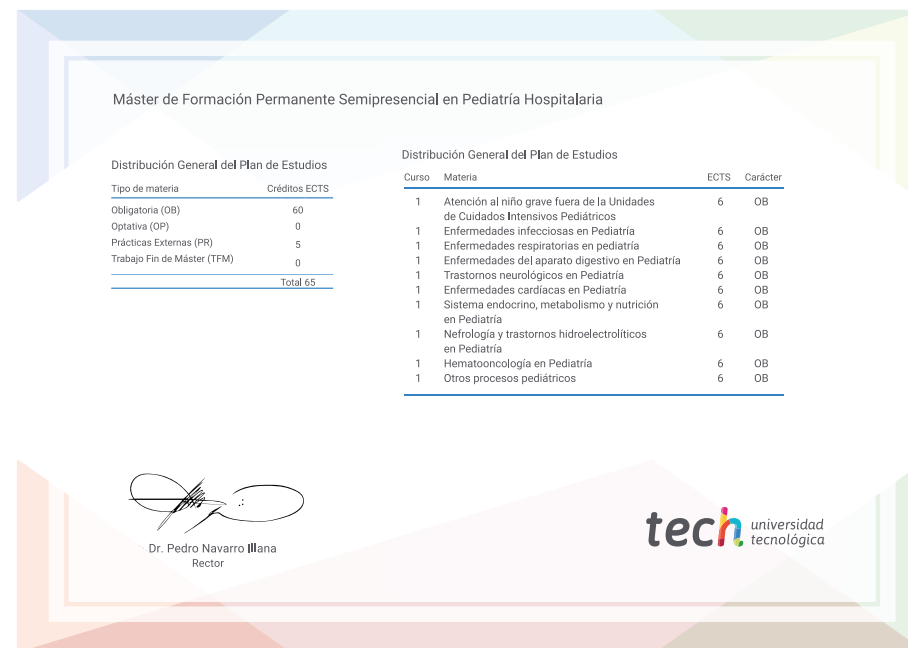 Máster de Formación Permanente Semipresencial en Pediatría Hospitalaria
Distribución General del Plan de Estudios
Tipo de materia Créditos ECTS
Obligatoria (OB) 60
Optativa (OP) 0
Prácticas Externas (PR) 5
Trabajo Fin de Máster (TFM) 0
Total 65
Distribución General del Plan de Estudios
Curso Materia ECTS Carácter
1 Atención al niño grave fuera de la Unidades 6 OB
de Cuidados Intensivos Pediátricos
1 Enfermedades infecciosas en Pediatría 6 OB
1 Enfermedades respiratorias en pediatría 6 OB
1 Enfermedades del aparato digestivo en Pediatría 6 OB
1 Trastornos neurológicos en Pediatría 6 OB
1 Enfermedades cardíacas en Pediatría 6 OB
1 Sistema endocrino, metabolismo y nutrición 6 OB
en Pediatría
1 Nefrología y trastornos hidroelectrolíticos 6 OB
en Pediatría
1 Hematooncología en Pediatría 6 OB
1 Otros procesos pediátricos 6 OB
Dr. Pedro Navarro Illana
Rector
tech universidad
tecnológica